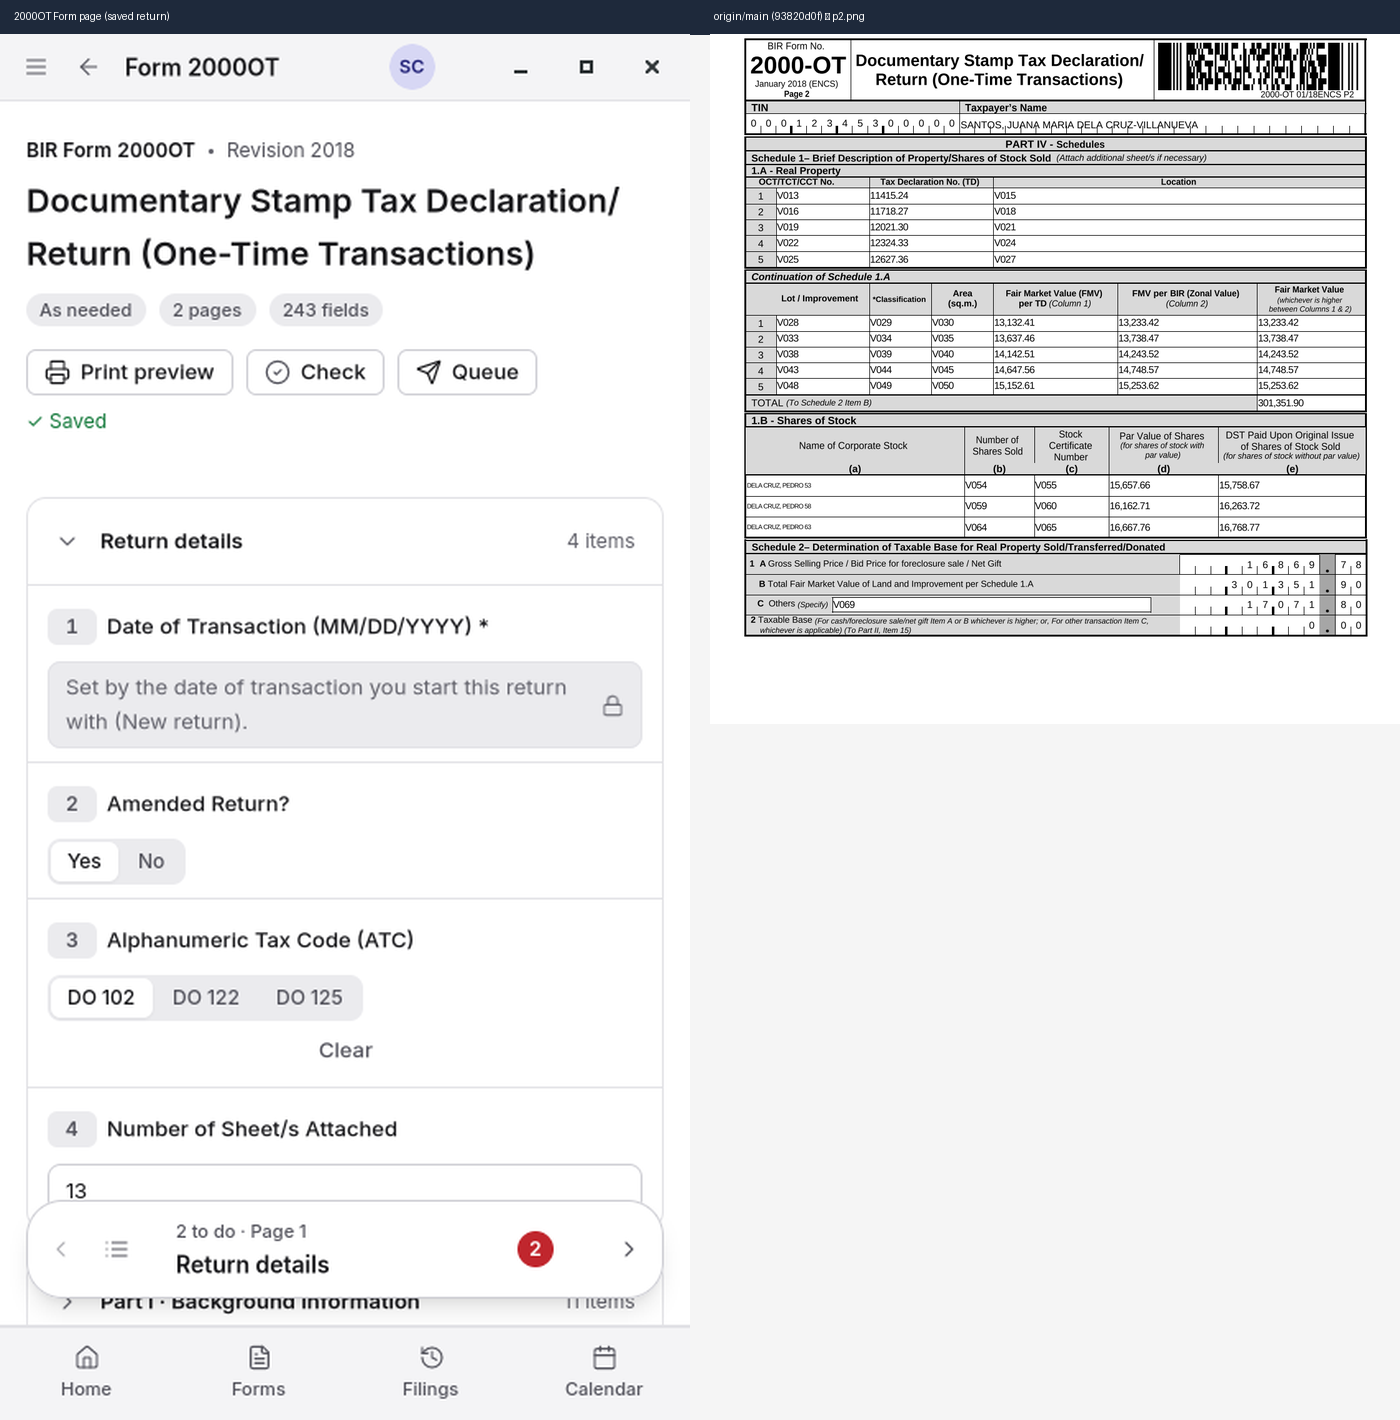 2000OT Form page (saved return)
Form 2000OT
SC
BIR Form 2000OT • Revision 2018
Documentary Stamp Tax Declaration/
Return (One-Time Transactions)
As needed
2 pages
243 fields
Print preview
Check
Queue
Saved
Return details
4 items
1 Date of Transaction (MM/DD/YYYY) *
Set by the date of transaction you start this return
with (New return).
2 Amended Return?
Yes
No
3 Alphanumeric Tax Code (ATC)
DO 102
DO 122
DO 125
Clear
4 Number of Sheet/s Attached
13
2 to do · Page 1
Return details
2
Part I · Background Information
11 items
Home
Forms
Filings
Calendar
origin/main (93820d0f) p2.png
BIR Form No.
2000-OT
January 2018 (ENCS)
Page 2
Documentary Stamp Tax Declaration/
Return (One-Time Transactions)
2000-OT 01/18ENCS P2
TIN
Taxpayer's Name
0 0 0 1 2 3 4 5 3 0 0 0 0 0
SANTOS, JUANA MARIA DELA CRUZ-VILLANUEVA
PART IV - Schedules
Schedule 1– Brief Description of Property/Shares of Stock Sold (Attach additional sheet/s if necessary)
1.A - Real Property
OCT/TCT/CCT No. Tax Declaration No. (TD) Location
1 V013 11415.24 V015
2 V016 11718.27 V018
3 V019 12021.30 V021
4 V022 12324.33 V024
5 V025 12627.36 V027
Continuation of Schedule 1.A
Lot / Improvement
*Classification
Area
(sq.m.)
Fair Market Value (FMV)
per TD (Column 1)
FMV per BIR (Zonal Value)
(Column 2)
Fair Market Value
(whichever is higher
between Columns 1 & 2)
1 V028 V029 V030 13,132.41 13,233.42 13,233.42
2 V033 V034 V035 13,637.46 13,738.47 13,738.47
3 V038 V039 V040 14,142.51 14,243.52 14,243.52
4 V043 V044 V045 14,647.56 14,748.57 14,748.57
5 V048 V049 V050 15,152.61 15,253.62 15,253.62
TOTAL (To Schedule 2 Item B) 301,351.90
1.B - Shares of Stock
Name of Corporate Stock
(a)
Number of
Shares Sold
(b)
Stock
Certificate
Number
(c)
Par Value of Shares
(for shares of stock with
par value)
(d)
DST Paid Upon Original Issue
of Shares of Stock Sold
(for shares of stock without par value)
(e)
DELA CRUZ, PEDRO 53 V054 V055 15,657.66 15,758.67
DELA CRUZ, PEDRO 58 V059 V060 16,162.71 16,263.72
DELA CRUZ, PEDRO 63 V064 V065 16,667.76 16,768.77
Schedule 2– Determination of Taxable Base for Real Property Sold/Transferred/Donated
1 A Gross Selling Price / Bid Price for foreclosure sale / Net Gift 1 6 8 6 9 . 7 8
B Total Fair Market Value of Land and Improvement per Schedule 1.A 3 0 1 3 5 1 . 9 0
C Others (Specify) V069 1 7 0 7 1 . 8 0
2 Taxable Base (For cash/foreclosure sale/net gift Item A or B whichever is higher; or, For other transaction Item C,
whichever is applicable) (To Part II, Item 15) 0 . 0 0